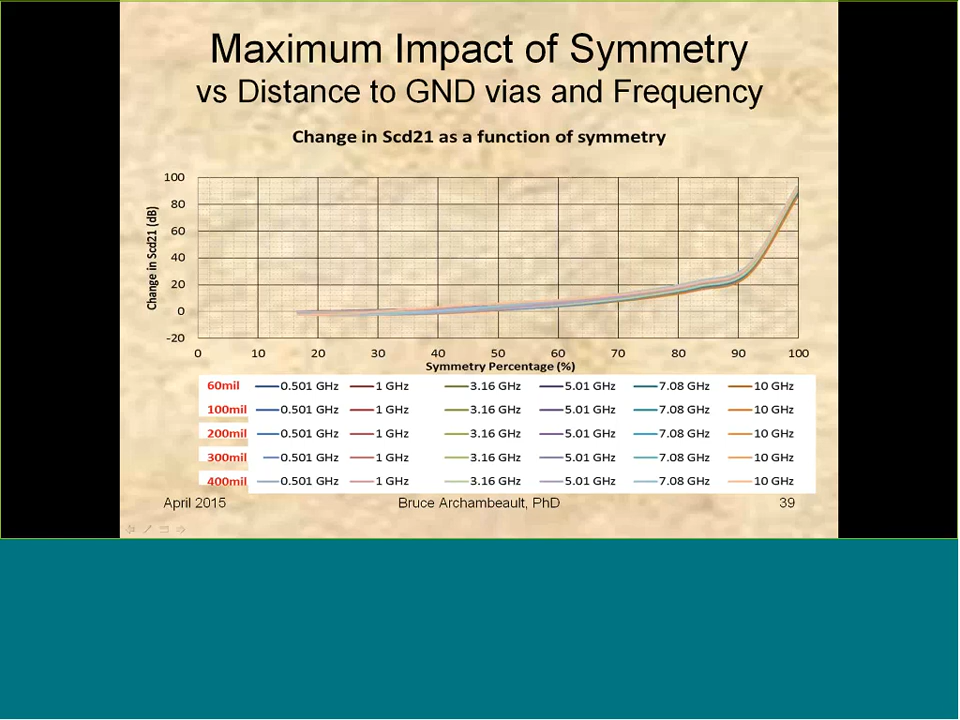 Maximum Impact of Symmetry
vs Distance to GND vias and Frequency
Change in Scd21 as a function of symmetry
Change in Scd21 (dB)
100
80
60
40
20
0
-20
0 10 20 30 40 50 60 70 80 90 100
Symmetry Percentage (%)
60mil 0.501 GHz 1 GHz 3.16 GHz 5.01 GHz 7.08 GHz 10 GHz
100mil 0.501 GHz 1 GHz 3.16 GHz 5.01 GHz 7.08 GHz 10 GHz
200mil 0.501 GHz 1 GHz 3.16 GHz 5.01 GHz 7.08 GHz 10 GHz
300mil 0.501 GHz 1 GHz 3.16 GHz 5.01 GHz 7.08 GHz 10 GHz
400mil 0.501 GHz 1 GHz 3.16 GHz 5.01 GHz 7.08 GHz 10 GHz
April 2015 Bruce Archambeault, PhD 39